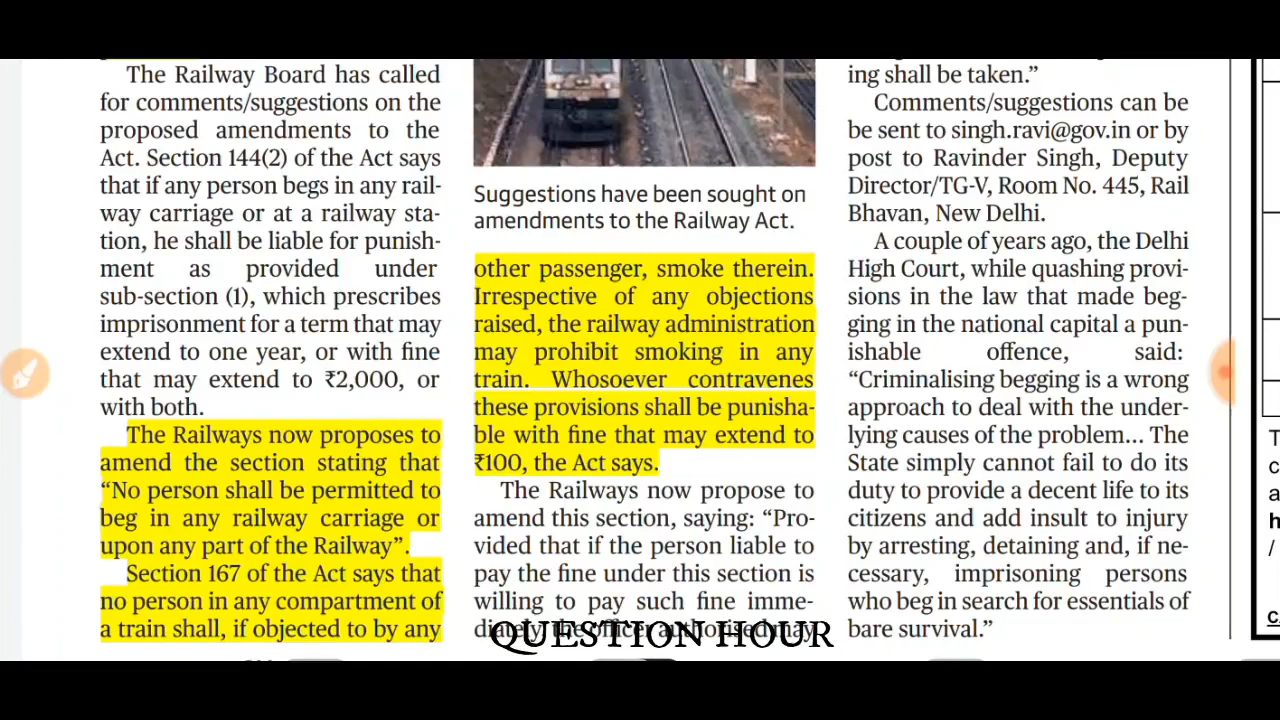 The Railway Board has called
for comments/suggestions on the
proposed amendments to the
Act. Section 144(2) of the Act says
that if any person begs in any rail-
way carriage or at a railway sta-
tion, he shall be liable for punish-
ment as provided under
sub-section (1), which prescribes
imprisonment for a term that may
extend to one year, or with fine
that may extend to ₹2,000, or
with both.
The Railways now proposes to
amend the section stating that
“No person shall be permitted to
beg in any railway carriage or
upon any part of the Railway”.
Section 167 of the Act says that
no person in any compartment of
a train shall, if objected to by any
Suggestions have been sought on
amendments to the Railway Act.
other passenger, smoke therein.
Irrespective of any objections
raised, the railway administration
may prohibit smoking in any
train. Whosoever contravenes
these provisions shall be punisha-
ble with fine that may extend to
₹100, the Act says.
The Railways now propose to
amend this section, saying: “Pro-
vided that if the person liable to
pay the fine under this section is
willing to pay such fine imme-
diately, the officer authorised may
ing shall be taken.”
Comments/suggestions can be
be sent to singh.ravi@gov.in or by
post to Ravinder Singh, Deputy
Director/TG-V, Room No. 445, Rail
Bhavan, New Delhi.
A couple of years ago, the Delhi
High Court, while quashing provi-
sions in the law that made beg-
ging in the national capital a pun-
ishable offence, said:
“Criminalising begging is a wrong
approach to deal with the under-
lying causes of the problem... The
State simply cannot fail to do its
duty to provide a decent life to its
citizens and add insult to injury
by arresting, detaining and, if ne-
cessary, imprisoning persons
who beg in search for essentials of
bare survival.”
QUESTION HOUR